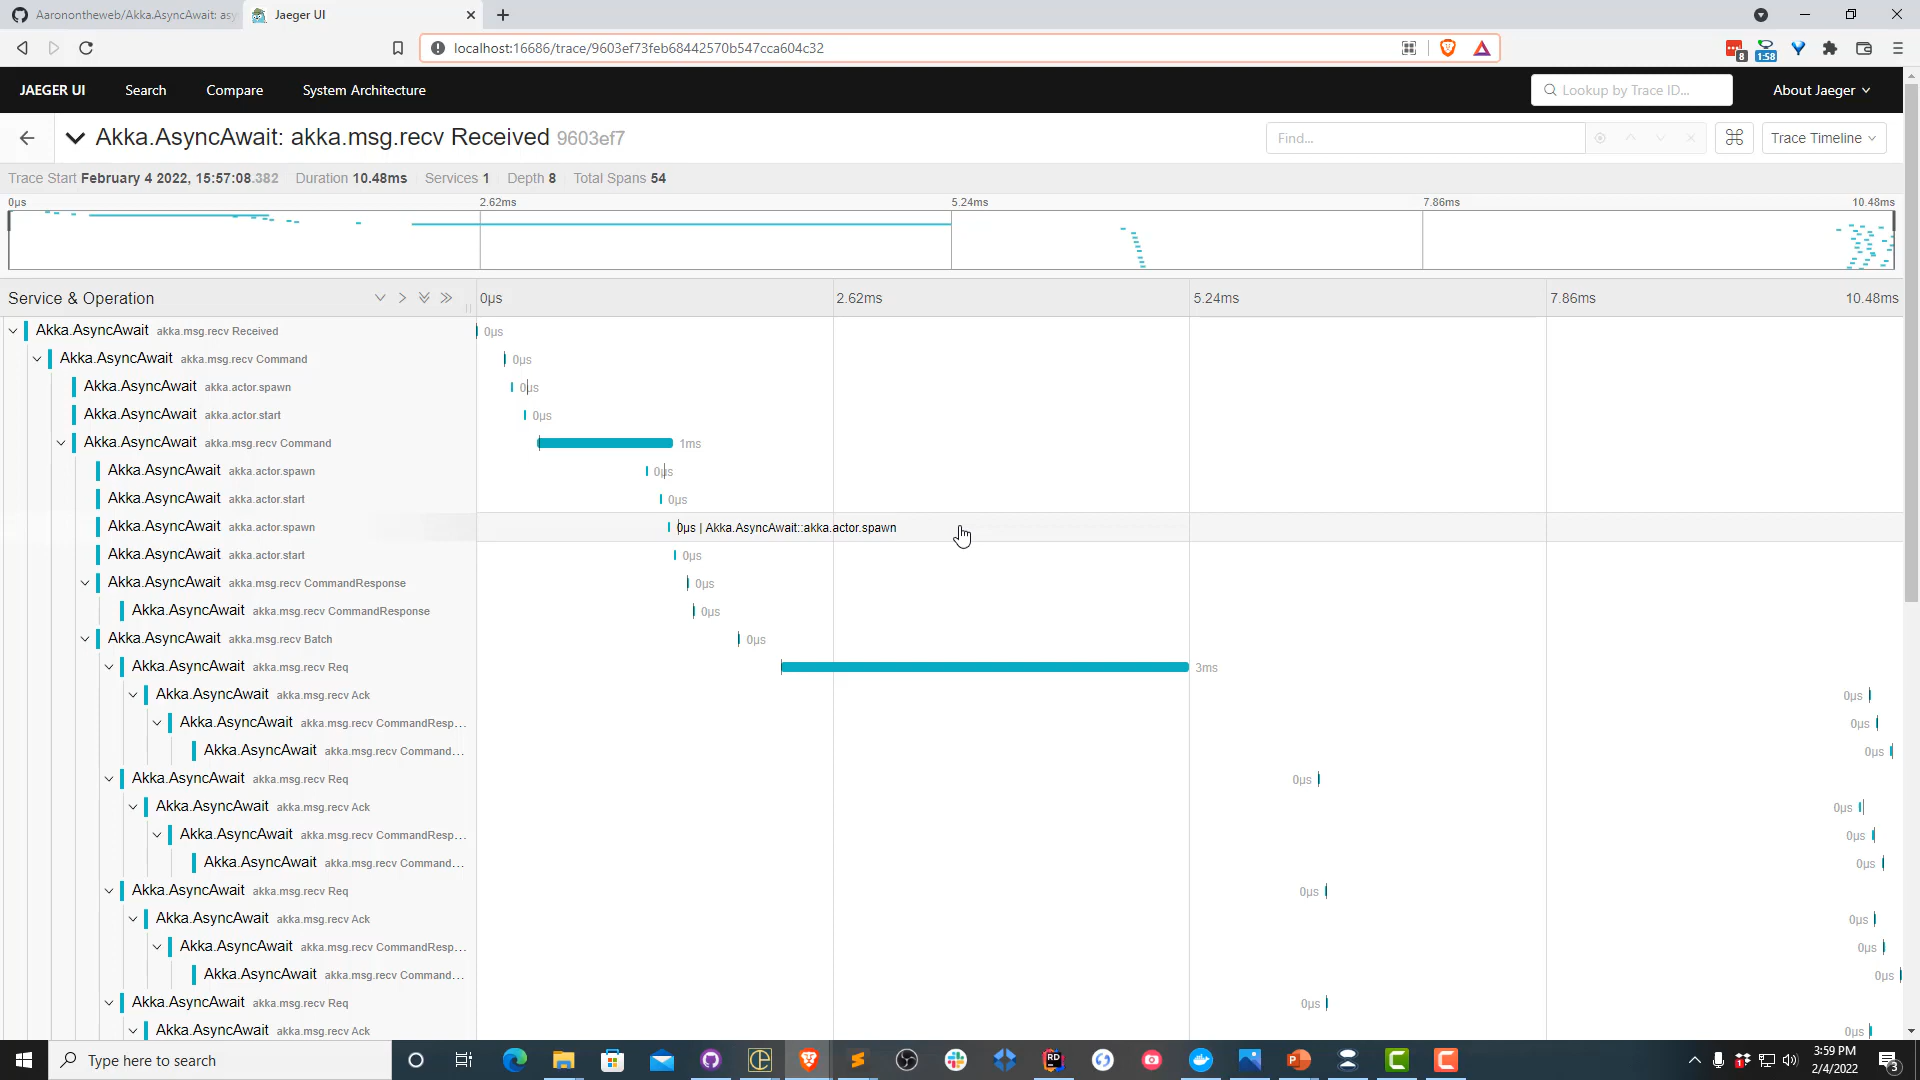 Aaronontheweb/Akka.AsyncAwait: asy
Jaeger UI
localhost:16686/trace/9603ef73feb68442570b547cca604c32
8
1:58
JAEGER UI Search Compare System Architecture
Lookup by Trace ID...
About Jaeger
Akka.AsyncAwait: akka.msg.recv Received 9603ef7
Find...
Trace Timeline
Trace Start February 4 2022, 15:57:08.382 Duration 10.48ms Services 1 Depth 8 Total Spans 54
0μs 2.62ms 5.24ms 7.86ms 10.48ms
Service & Operation 0μs 2.62ms 5.24ms 7.86ms 10.48ms
Akka.AsyncAwait akka.msg.recv Received 0μs
Akka.AsyncAwait akka.msg.recv Command 0μs
Akka.AsyncAwait akka.actor.spawn 0μs
Akka.AsyncAwait akka.actor.start 0μs
Akka.AsyncAwait akka.msg.recv Command 1ms
Akka.AsyncAwait akka.actor.spawn 0μs
Akka.AsyncAwait akka.actor.start 0μs
Akka.AsyncAwait akka.actor.spawn 0μs | Akka.AsyncAwait::akka.actor.spawn
Akka.AsyncAwait akka.actor.start 0μs
Akka.AsyncAwait akka.msg.recv CommandResponse 0μs
Akka.AsyncAwait akka.msg.recv CommandResponse 0μs
Akka.AsyncAwait akka.msg.recv Batch 0μs
Akka.AsyncAwait akka.msg.recv Req 3ms
Akka.AsyncAwait akka.msg.recv Ack 0μs
Akka.AsyncAwait akka.msg.recv CommandResp... 0μs
Akka.AsyncAwait akka.msg.recv Command... 0μs
Akka.AsyncAwait akka.msg.recv Req 0μs
Akka.AsyncAwait akka.msg.recv Ack 0μs
Akka.AsyncAwait akka.msg.recv CommandResp... 0μs
Akka.AsyncAwait akka.msg.recv Command... 0μs
Akka.AsyncAwait akka.msg.recv Req 0μs
Akka.AsyncAwait akka.msg.recv Ack 0μs
Akka.AsyncAwait akka.msg.recv CommandResp... 0μs
Akka.AsyncAwait akka.msg.recv Command... 0μs
Akka.AsyncAwait akka.msg.recv Req 0μs
Akka.AsyncAwait akka.msg.recv Ack 0μs
Type here to search
RD
3:59 PM
2/4/2022
3